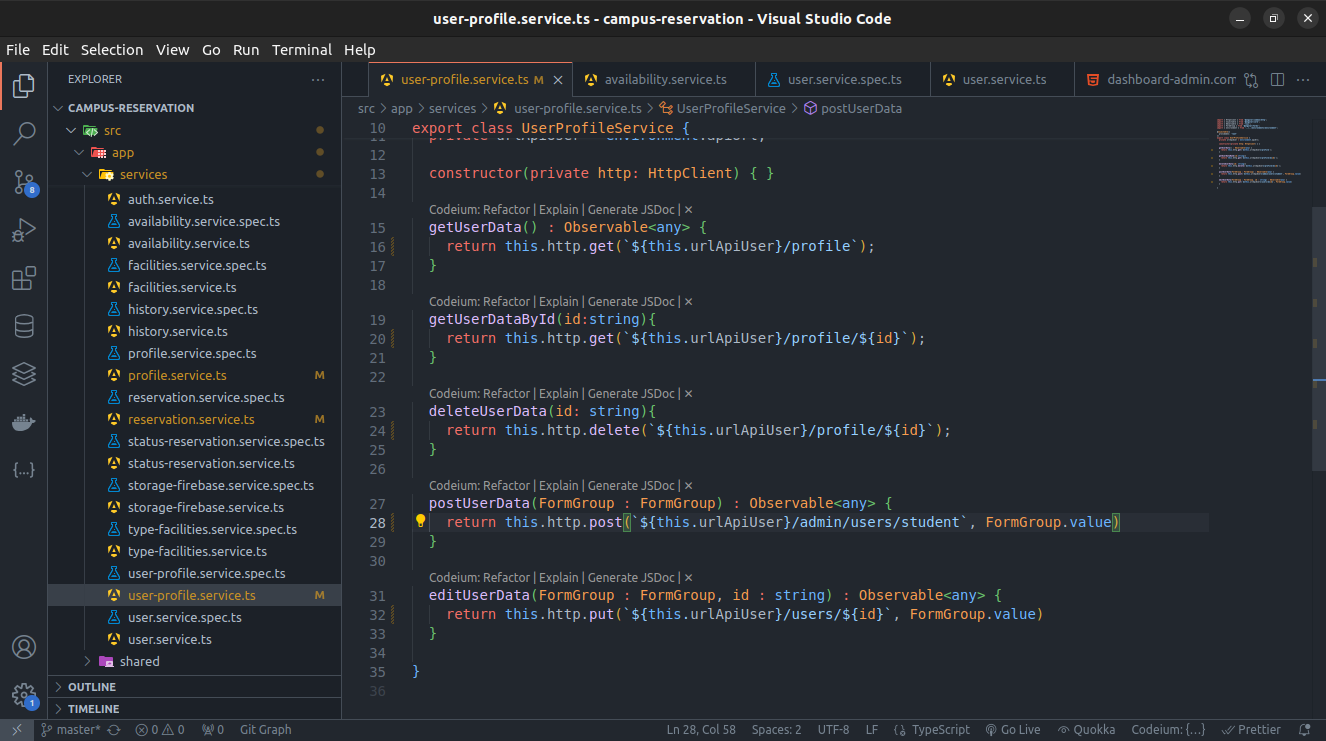 user-profile.service.ts - campus-reservation - Visual Studio Code
File Edit Selection View Go Run Terminal Help
EXPLORER
CAMPUS-RESERVATION
src
app
services
auth.service.ts
availability.service.spec.ts
availability.service.ts
facilities.service.spec.ts
facilities.service.ts
history.service.spec.ts
history.service.ts
profile.service.spec.ts
profile.service.ts M
reservation.service.spec.ts
reservation.service.ts M
status-reservation.service.spec.ts
status-reservation.service.ts
storage-firebase.service.spec.ts
storage-firebase.service.ts
type-facilities.service.spec.ts
type-facilities.service.ts
user-profile.service.spec.ts
user-profile.service.ts M
user.service.spec.ts
user.service.ts
shared
OUTLINE
TIMELINE
8
1
user-profile.service.ts M availability.service.ts user.service.spec.ts user.service.ts dashboard-admin.com
src > app > services > user-profile.service.ts > UserProfileService > postUserData
10 export class UserProfileService {
11
12
13 constructor(private http: HttpClient) { }
14
Codeium: Refactor | Explain | Generate JSDoc | ×
15 getUserData() : Observable<any> {
16 return this.http.get(`${this.urlApiUser}/profile`);
17 }
18
Codeium: Refactor | Explain | Generate JSDoc | ×
19 getUserDataById(id:string){
20 return this.http.get(`${this.urlApiUser}/profile/${id}`);
21 }
22
Codeium: Refactor | Explain | Generate JSDoc | ×
23 deleteUserData(id: string){
24 return this.http.delete(`${this.urlApiUser}/profile/${id}`);
25 }
26
Codeium: Refactor | Explain | Generate JSDoc | ×
27 postUserData(FormGroup : FormGroup) : Observable<any> {
28 return this.http.post(`${this.urlApiUser}/admin/users/student`, FormGroup.value)
29 }
30
Codeium: Refactor | Explain | Generate JSDoc | ×
31 editUserData(FormGroup : FormGroup, id : string) : Observable<any> {
32 return this.http.put(`${this.urlApiUser}/users/${id}`, FormGroup.value)
33 }
34
35 }
36
master* 0 0 0 Git Graph Ln 28, Col 58 Spaces: 2 UTF-8 LF TypeScript Go Live Quokka Codeium: {...} Prettier